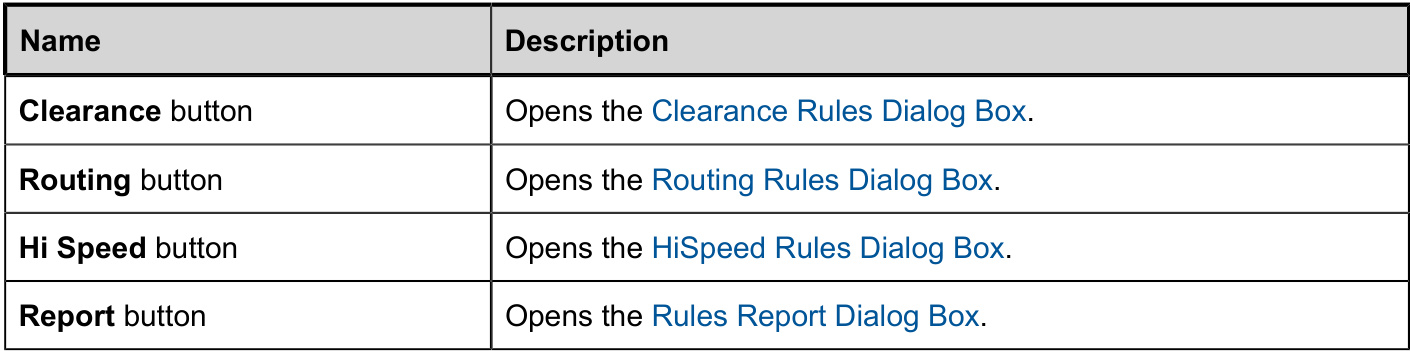 Name Description
Clearance button Opens the Clearance Rules Dialog Box.
Routing button Opens the Routing Rules Dialog Box.
Hi Speed button Opens the HiSpeed Rules Dialog Box.
Report button Opens the Rules Report Dialog Box.